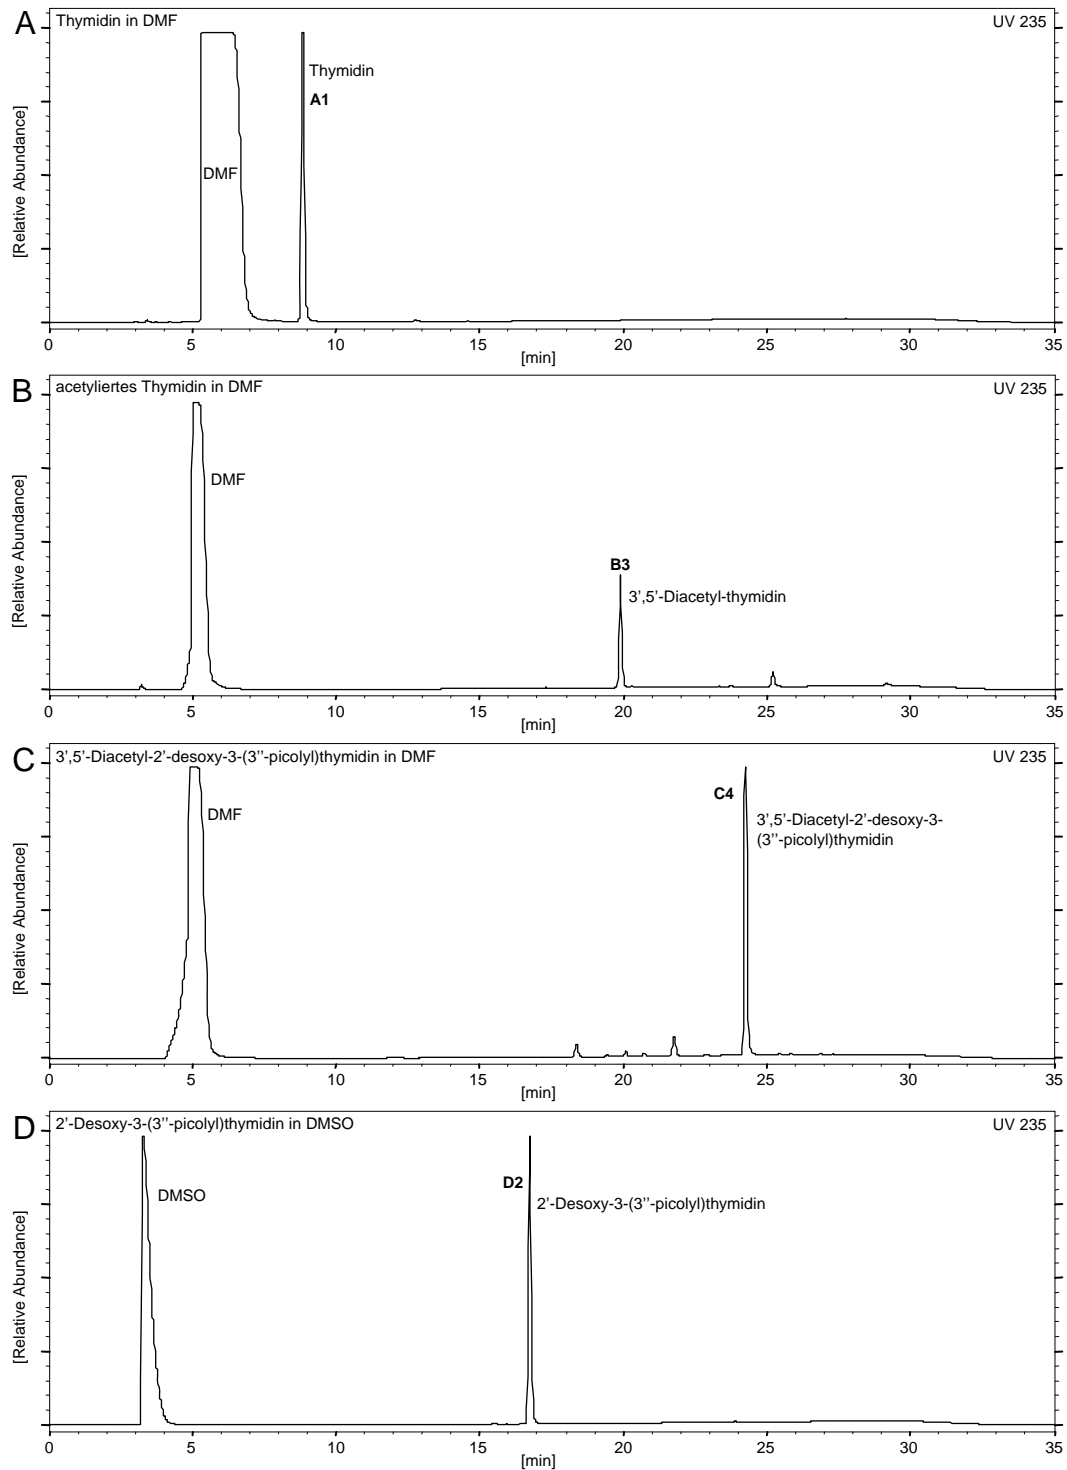 A
Thymidin in DMF
UV 235
Thymidin
A1
DMF
[Relative Abundance]
0 5 10 15 20 25 30 35
[min]
B
acetyliertes Thymidin in DMF
UV 235
DMF
B3
3’,5’-Diacetyl-thymidin
[Relative Abundance]
0 5 10 15 20 25 30 35
[min]
C
3’,5’-Diacetyl-2’-desoxy-3-(3’’-picolyl)thymidin in DMF
UV 235
C4
DMF
3’,5’-Diacetyl-2’-desoxy-3-
(3’’-picolyl)thymidin
[Relative Abundance]
0 5 10 15 20 25 30 35
[min]
D
2’-Desoxy-3-(3’’-picolyl)thymidin in DMSO
UV 235
D2
DMSO
2’-Desoxy-3-(3’’-picolyl)thymidin
[Relative Abundance]
0 5 10 15 20 25 30 35
[min]